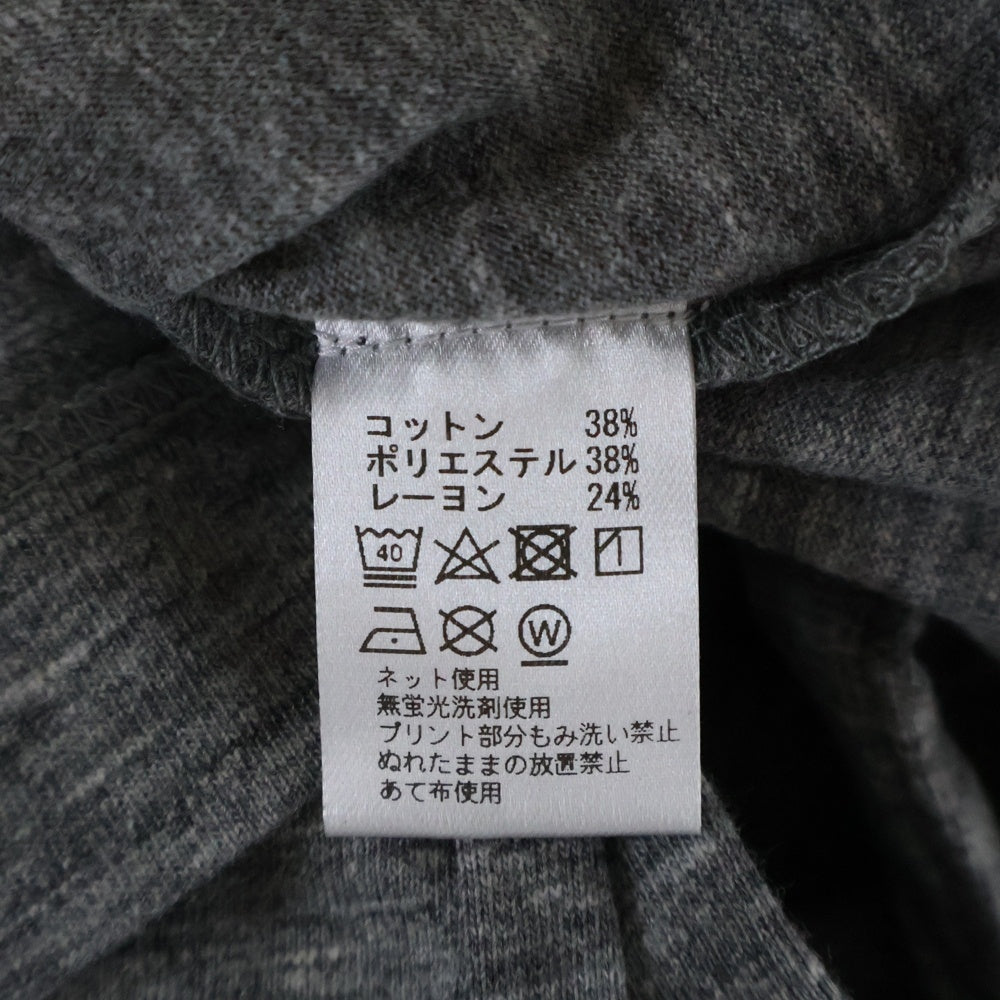 コットン 38%
ポリエステル 38%
レーヨン 24%
40
W
ネット使用
無蛍光洗剤使用
プリント部分もみ洗い禁止
ぬれたままの放置禁止
あて布使用